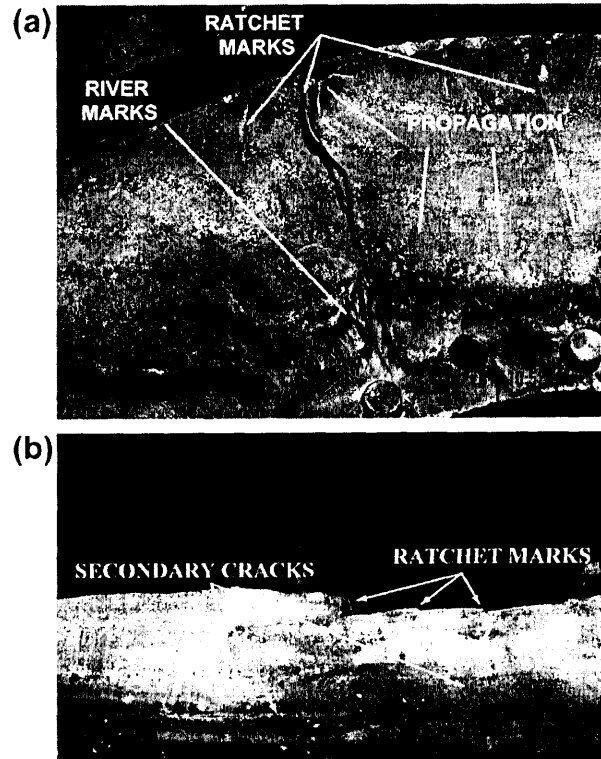 (a)
RATCHET
MARKS
RIVER
MARKS
PROPAGATION
(b)
SECONDARY CRACKS
RATCHET MARKS